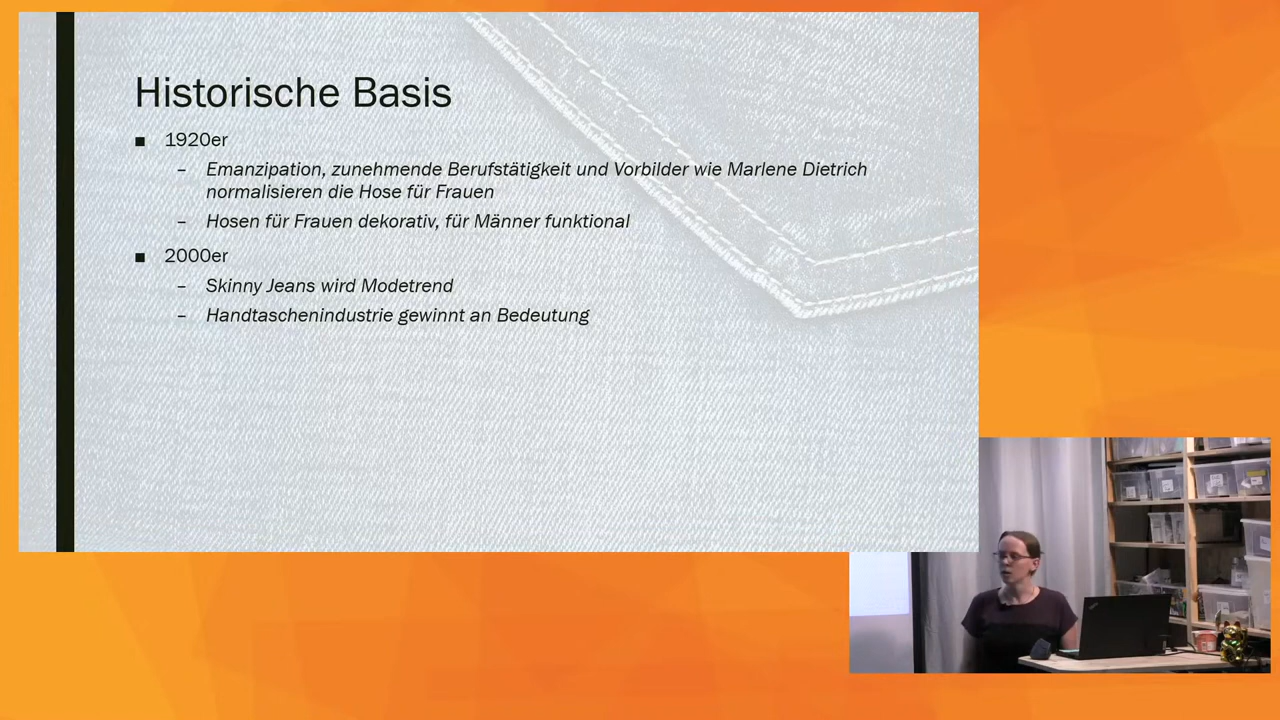 Historische Basis
■ 1920er
– Emanzipation, zunehmende Berufstätigkeit und Vorbilder wie Marlene Dietrich
normalisieren die Hose für Frauen
– Hosen für Frauen dekorativ, für Männer funktional
■ 2000er
– Skinny Jeans wird Modetrend
– Handtaschenindustrie gewinnt an Bedeutung